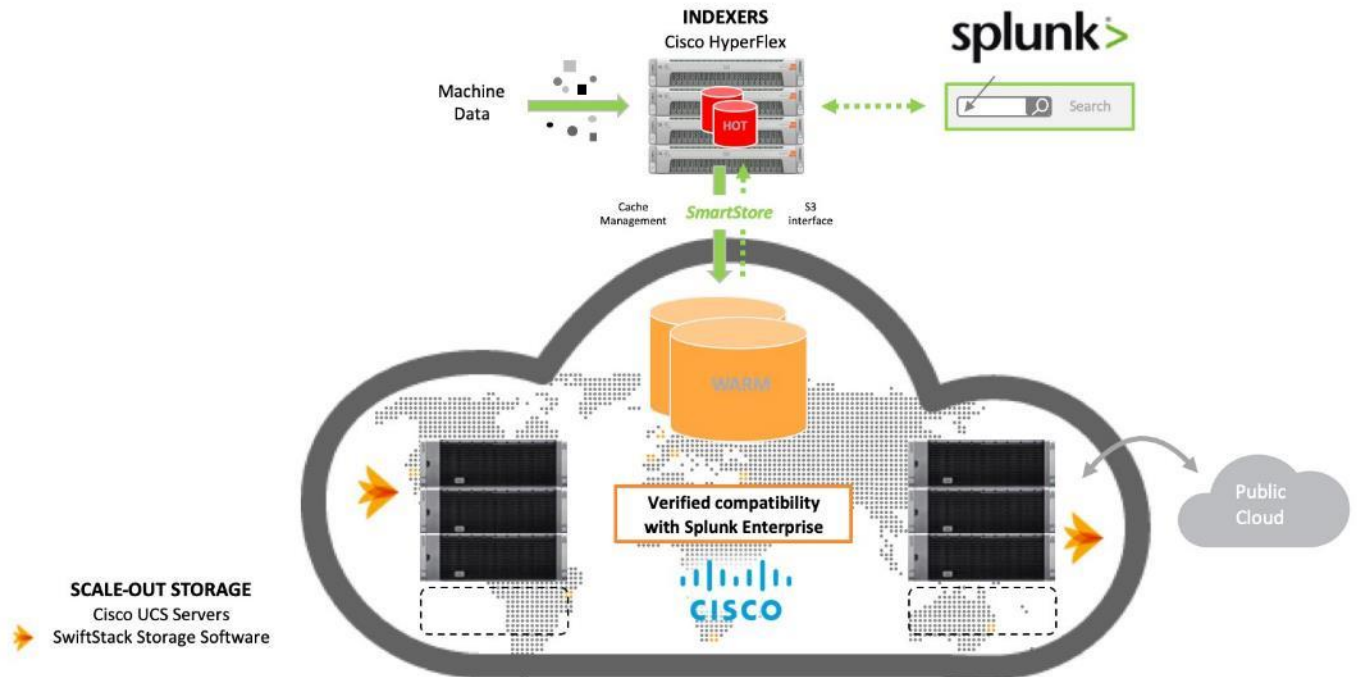 INDEXERS
Cisco HyperFlex
splunk>
Machine
Data
HOT
Search
Cache
Management
SmartStore
S3
interface
WARM
Verified compatibility
with Splunk Enterprise
Public
Cloud
CISCO
SCALE-OUT STORAGE
Cisco UCS Servers
SwiftStack Storage Software